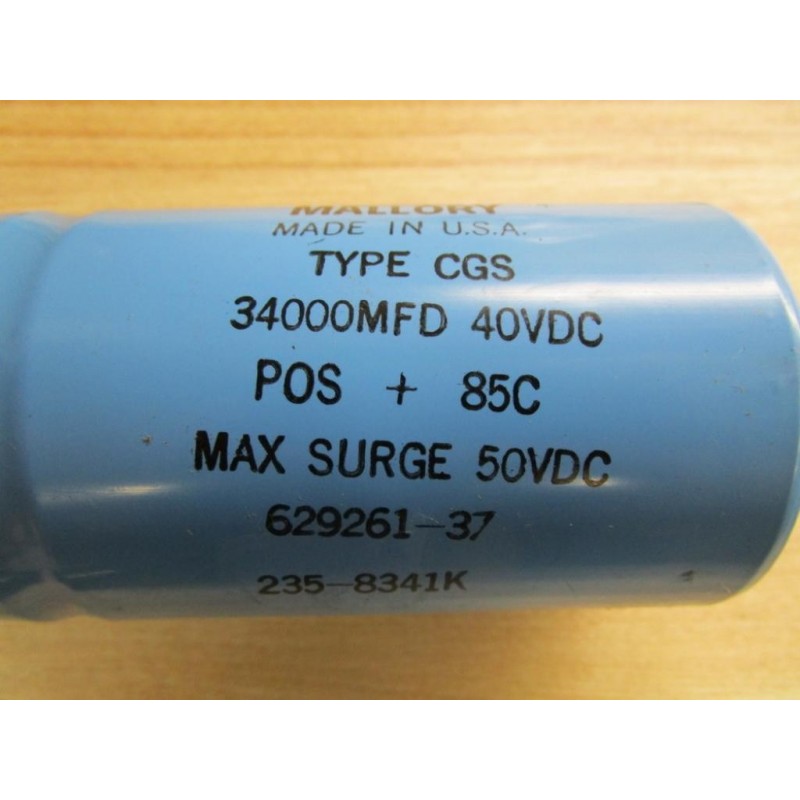 MALLORY
MADE IN U.S.A.
TYPE CGS
34000MFD 40VDC
POS + 85C
MAX SURGE 50VDC
629261-37
235-8341K